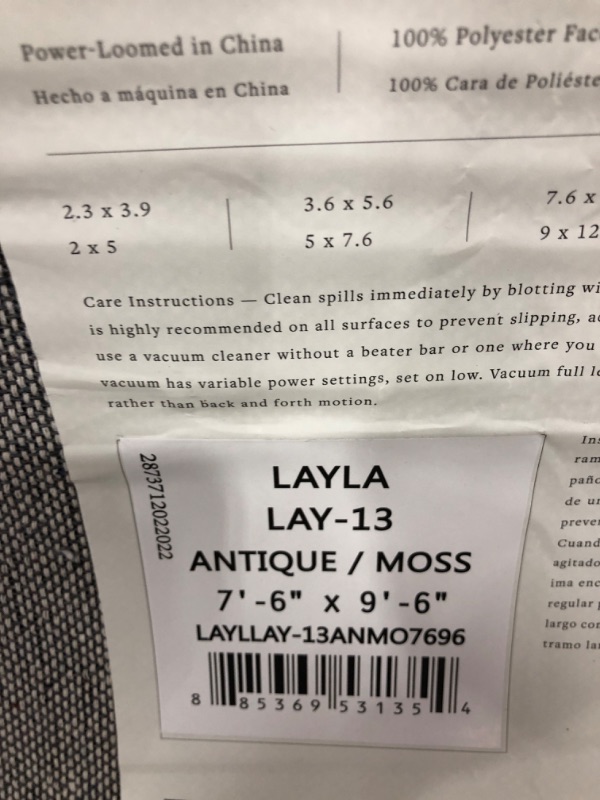 Power-Loomed in China
Hecho a máquina en China
100% Polyester Fac
100% Cara de Poliéste
2.3 x 3.9
2 x 5
3.6 x 5.6
5 x 7.6
7.6 x
9 x 12
Care Instructions — Clean spills immediately by blotting wi
is highly recommended on all surfaces to prevent slipping, a
use a vacuum cleaner without a beater bar or one where you
vacuum has variable power settings, set on low. Vacuum full l
rather than back and forth motion.
Ins
ram
paño
de un
preven
Cuand
agitado
ima enc
regular
largo con
tramo la
2873712022022
LAYLA
LAY-13
ANTIQUE / MOSS
7'-6" x 9'-6"
LAYLLAY-13ANMO7696
8 85369 53135 4